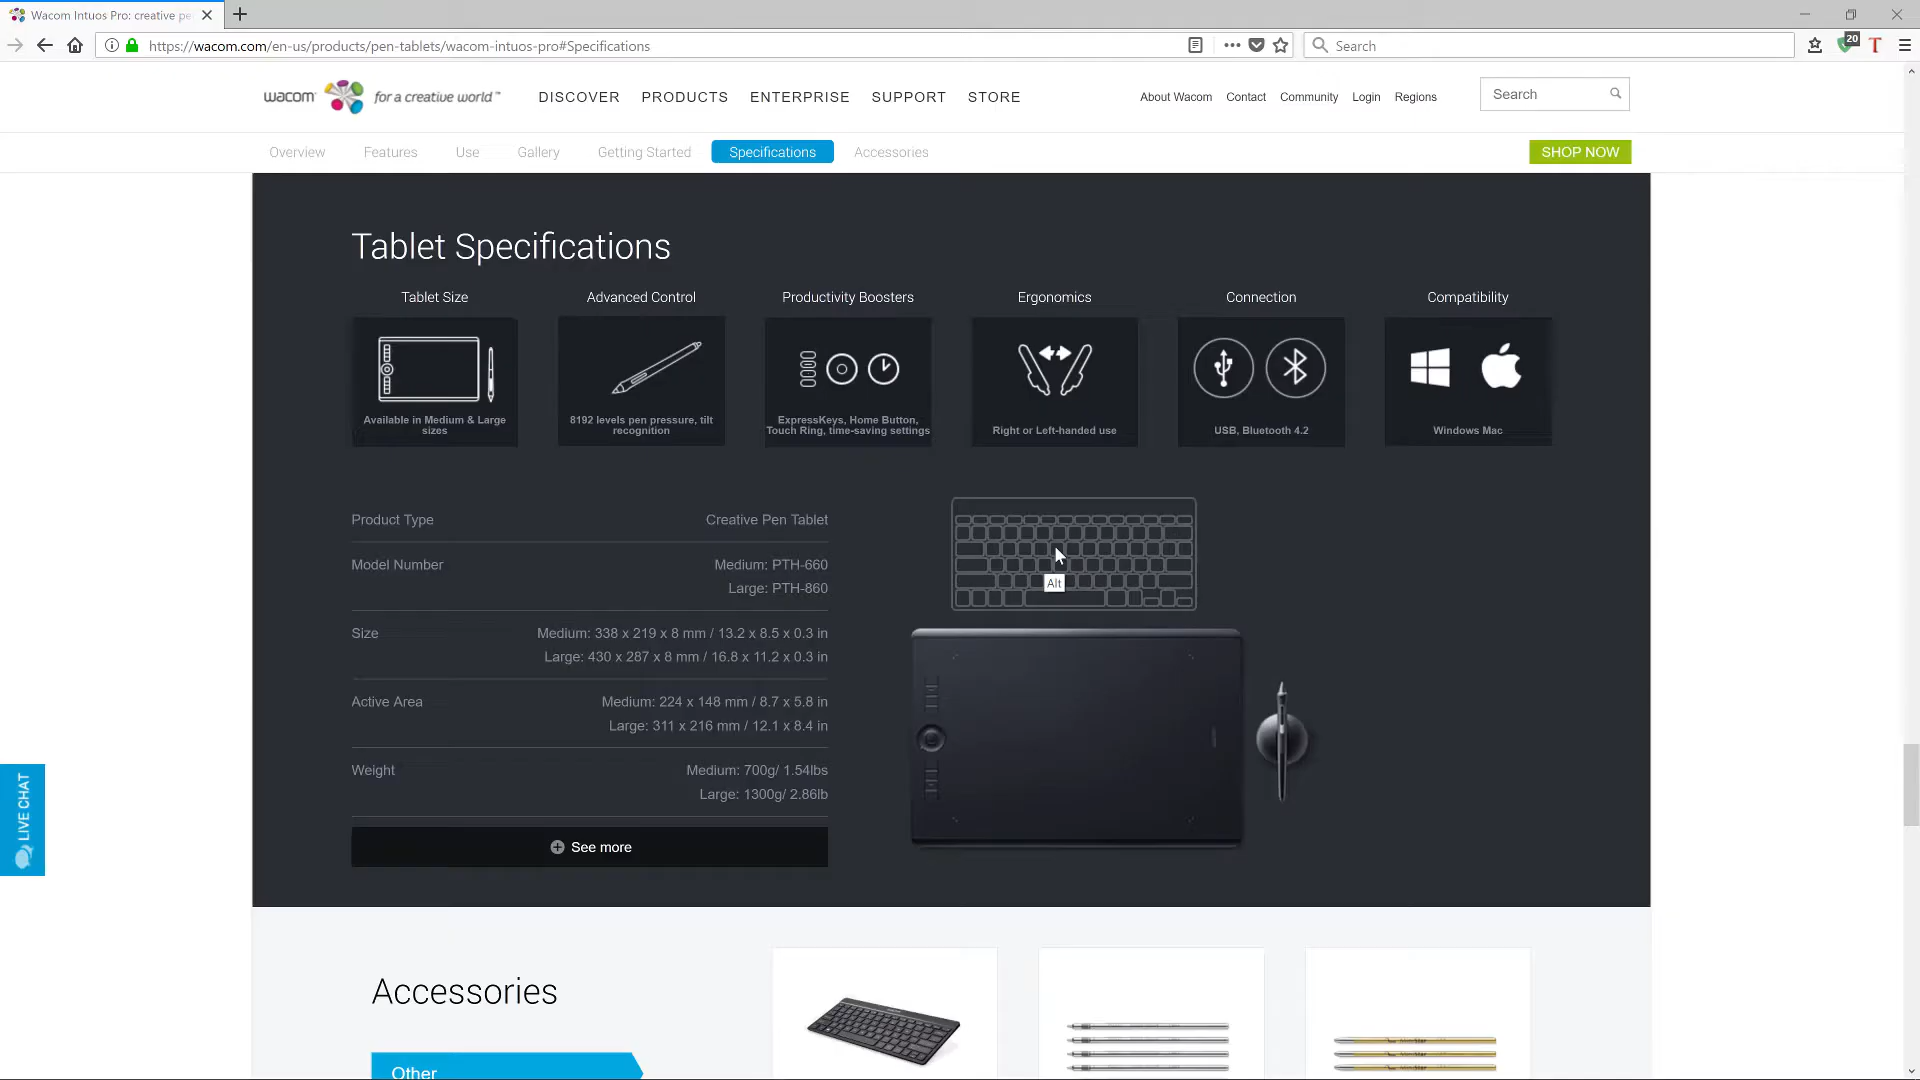 Wacom Intuos Pro: creative pe
https://wacom.com/en-us/products/pen-tablets/wacom-intuos-pro#Specifications
Search
20
T
wacom for a creative world™
DISCOVER
PRODUCTS
ENTERPRISE
SUPPORT
STORE
About Wacom
Contact
Community
Login
Regions
Search
Overview
Features
Use
Gallery
Getting Started
Specifications
Accessories
SHOP NOW
Tablet Specifications
Tablet Size
Advanced Control
Productivity Boosters
Ergonomics
Connection
Compatibility
Available in Medium & Large
sizes
8192 levels pen pressure, tilt
recognition
ExpressKeys, Home Button,
Touch Ring, time-saving settings
Right or Left-handed use
USB, Bluetooth 4.2
Windows Mac
Product Type
Creative Pen Tablet
Model Number
Medium: PTH-660
Large: PTH-860
Size
Medium: 338 x 219 x 8 mm / 13.2 x 8.5 x 0.3 in
Large: 430 x 287 x 8 mm / 16.8 x 11.2 x 0.3 in
Active Area
Medium: 224 x 148 mm / 8.7 x 5.8 in
Large: 311 x 216 mm / 12.1 x 8.4 in
Weight
Medium: 700g/ 1.54lbs
Large: 1300g/ 2.86lb
See more
Alt
LIVE CHAT
Accessories
Other